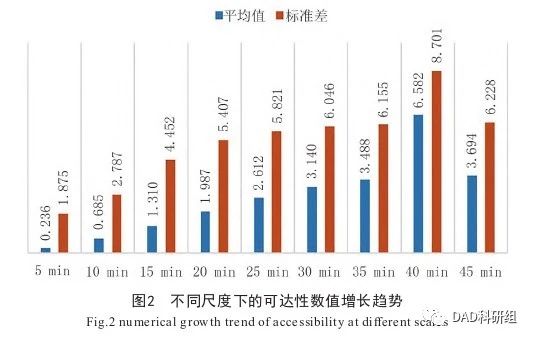 平均值 标准差
0.236 1.875 0.685 2.787 1.310 4.452 1.987 5.407 2.612 5.821 3.140 6.046 3.488 6.155 6.582 8.701 3.694 6.228
5 min 10 min 15 min 20 min 25 min 30 min 35 min 40 min 45 min
图2 不同尺度下的可达性数值增长趋势
Fig.2 numerical growth trend of accessibility at different scales
DAD科研组